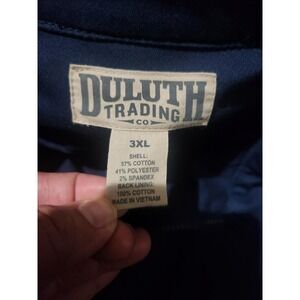 DULUTH
TRADING
CO
3XL
SHELL:
57% COTTON
41% POLYESTER
2% SPANDEX
BACK LINING:
100% COTTON
MADE IN VIETNAM